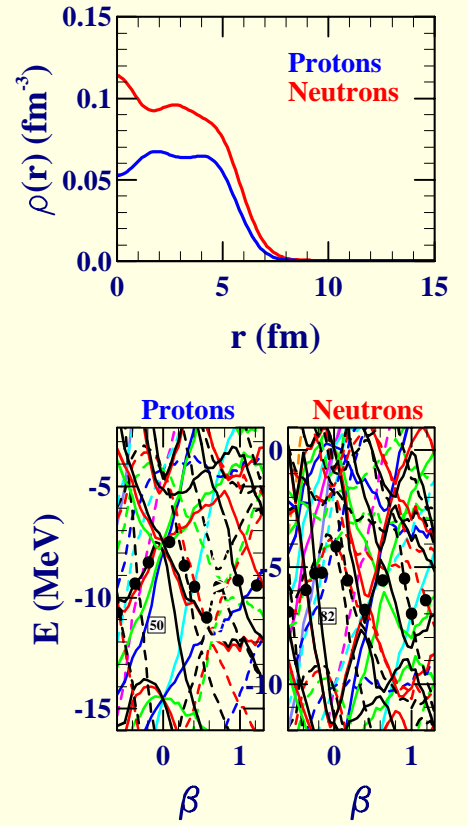 0.15
0.1
0.05
0.0
ρ(r) (fm-3)
Protons
Neutrons
0 5 10 15
r (fm)
Protons Neutrons
E (MeV)
-5
-10
-15
50
0
-5
-10
82
0 1 0 1
β β